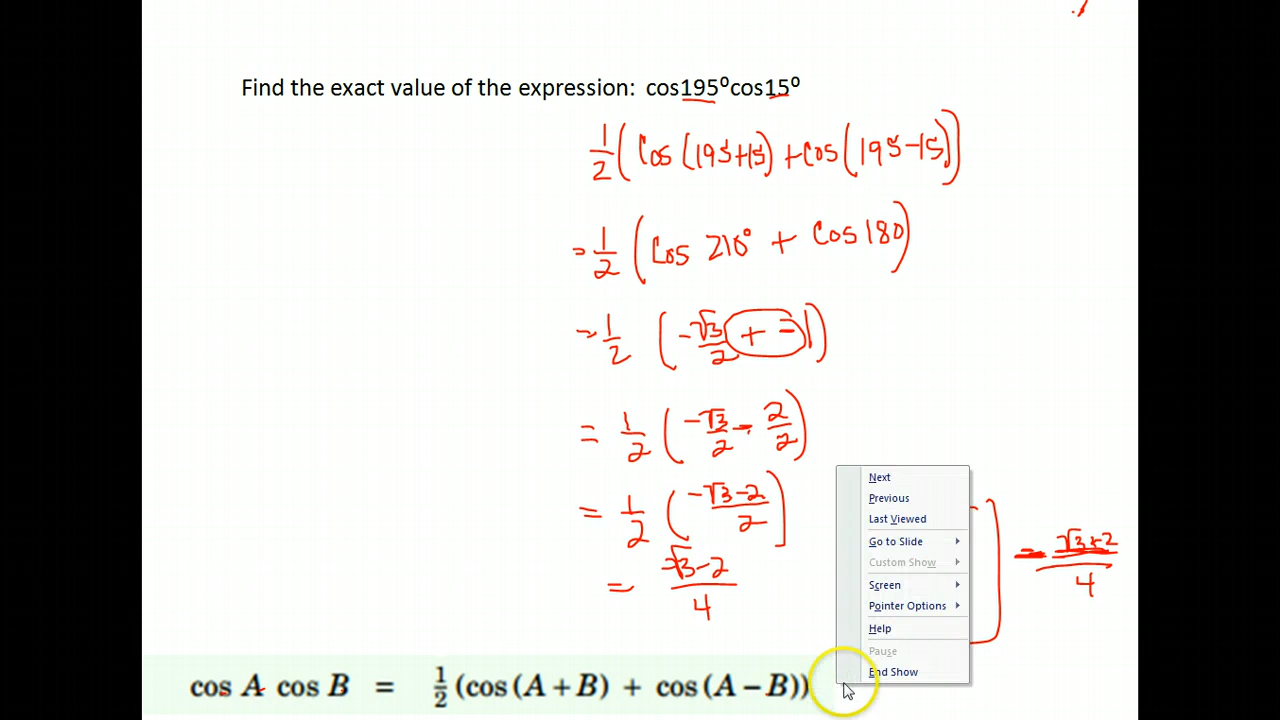 Find the exact value of the expression: cos195⁰cos15⁰
1/2 (Cos (195+15) + Cos (195-15))
= 1/2 (Cos 210° + Cos 180)
= 1/2 (-√3/2 + -1)
= 1/2 (-√3/2 - 2/2)
= 1/2 (-√3-2/2)
= -√3-2/4
= -√3+2/4
Next
Previous
Last Viewed
Go to Slide
Custom Show
Screen
Pointer Options
Help
Pause
End Show
cos A cos B = 1/2 (cos (A + B) + cos (A - B))